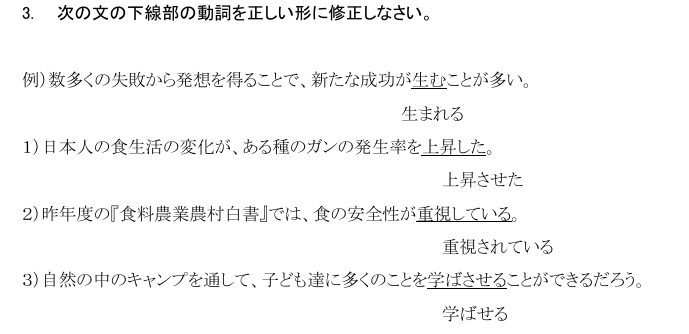 3. 次の文の下線部の動詞を正しい形に修正しなさい。
例）数多くの失敗から発想を得ることで、新たな成功が生むことが多い。
生まれる
1）日本人の食生活の変化が、ある種のガンの発生率を上昇した。
上昇させた
2）昨年度の『食料農業農村白書』では、食の安全性が重視している。
重視されている
3）自然の中のキャンプを通して、子ども達に多くのことを学ばさせることができるだろう。
学ばせる